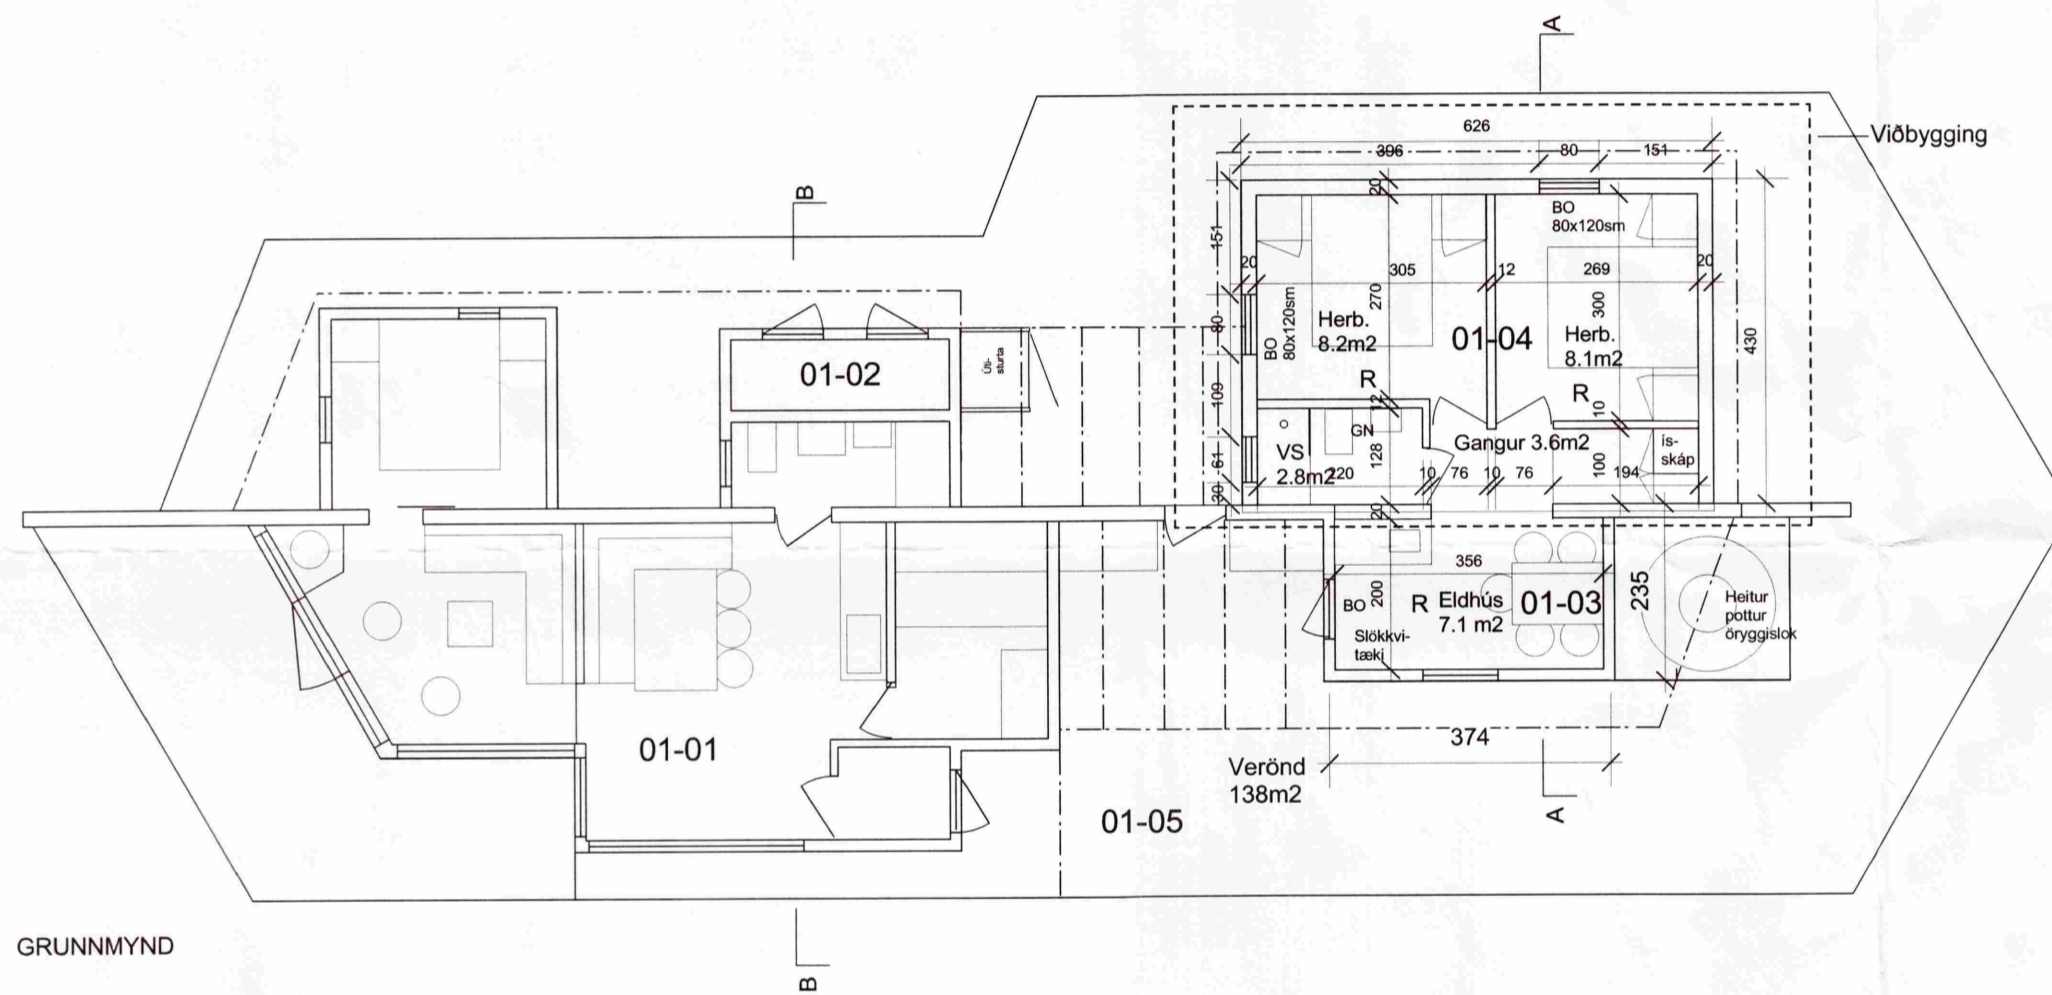 A
Viðbygging
626
396
80
151
B
20
BO
80x120sm
151
20
305
12
269
20
270
300
430
80
BO
80x120sm
Herb.
8.2m2
01-04
Herb.
8.1m2
01-02
Úti-
sturta
R
R
109
12
10
GN
VS
2.8m2
128
Gangur 3.6m2
ís-
skáp
61
220
10
76
10
76
100
194
30
20
356
235
BO
200
R
Eldhús
7.1 m2
01-03
Heitur
pottur
öryggislok
Slökkvi-
tæki
01-01
374
Verönd
138m2
01-05
A
GRUNNMYND
B